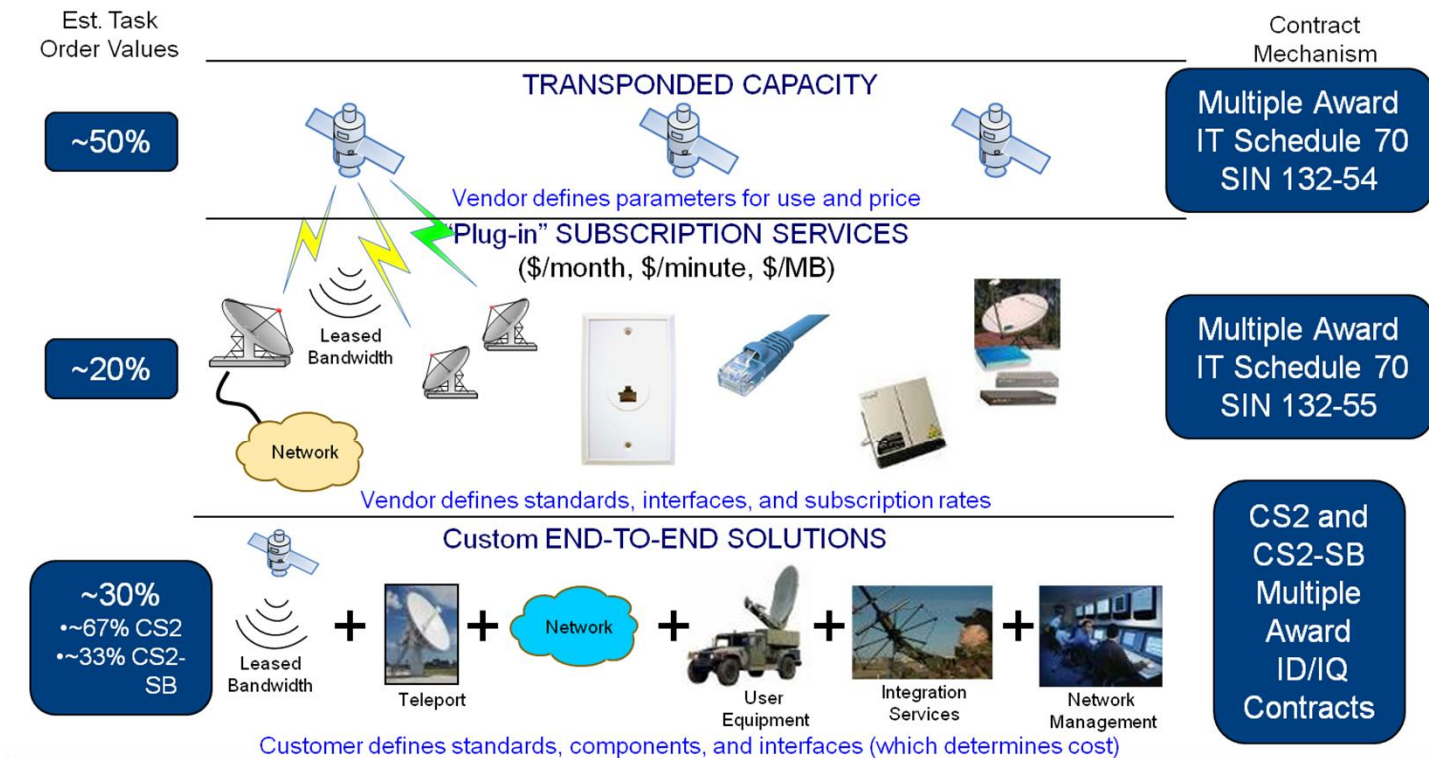 Est. Task
Order Values
Contract
Mechanism
TRANSPONDED CAPACITY
~50%
Vendor defines parameters for use and price
Multiple Award
IT Schedule 70
SIN 132-54
"Plug-in" SUBSCRIPTION SERVICES
($/month, $/minute, $/MB)
~20%
Leased
Bandwidth
Network
Vendor defines standards, interfaces, and subscription rates
Multiple Award
IT Schedule 70
SIN 132-55
Custom END-TO-END SOLUTIONS
~30%
•~67% CS2
•~33% CS2-
SB
Leased
Bandwidth
+
Teleport
+
Network
+
User
Equipment
+
Integration
Services
+
Network
Management
Customer defines standards, components, and interfaces (which determines cost)
CS2 and
CS2-SB
Multiple
Award
ID/IQ
Contracts